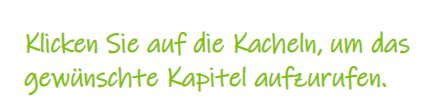 Klicken Sie auf die Kacheln, um das
gewünschte Kapitel aufzurufen.